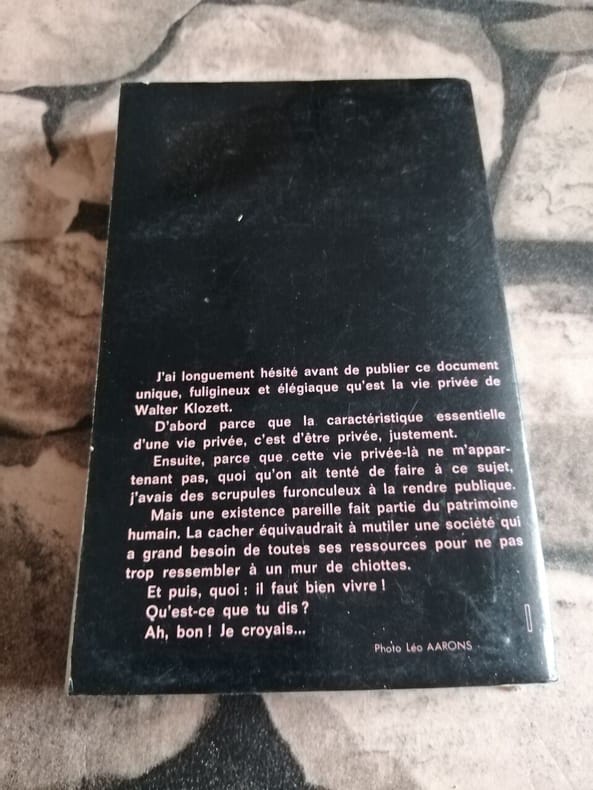 J'ai longuement hésité avant de publier ce document
unique, fuligineux et élégiaque qu'est la vie privée de
Walter Klozett.
D'abord parce que la caractéristique essentielle
d'une vie privée, c'est d'être privée, justement.
Ensuite, parce que cette vie privée-là ne m'appar-
tenant pas, quoi qu'on ait tenté de faire à ce sujet,
j'avais des scrupules furonculeux à la rendre publique.
Mais une existence pareille fait partie du patrimoine
humain. La cacher équivaudrait à mutiler une société qui
a grand besoin de toutes ses ressources pour ne pas
trop ressembler à un mur de chiottes.
Et puis, quoi : il faut bien vivre !
Qu'est-ce que tu dis ?
Ah, bon ! Je croyais...
Photo Léo AARONS